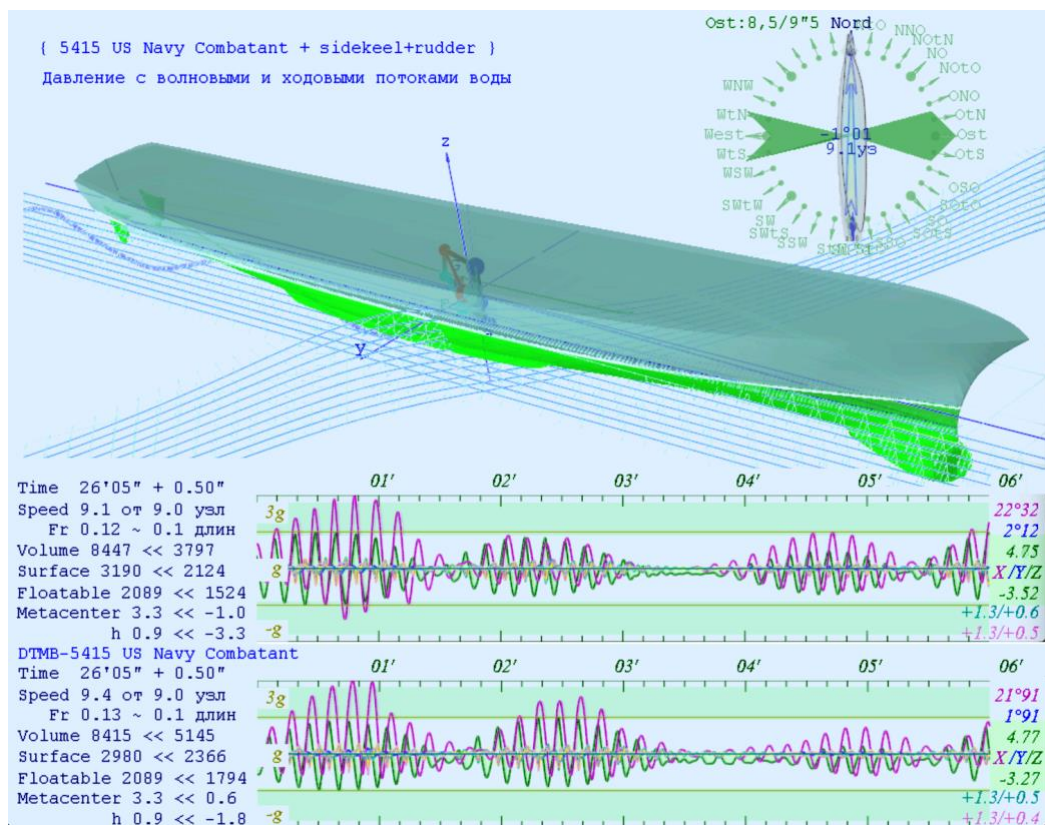 { 5415 US Navy Combatant + sidekeel+rudder }
Давление с волновыми и ходовыми потоками воды
Ost:8,5/9"5 Nord
NNO
NOtN
NO
NOtO
ONO
OtN
Ost
OtS
OSO
SOtO
SO
SOtS
SSO
SSW
SWtS
SW
SWtW
WSW
WtS
West
WtN
WNW
-1°01
9.1уз
z
y
Time 26'05" + 0.50"
Speed 9.1 от 9.0 узл
Fr 0.12 ~ 0.1 длин
Volume 8447 << 3797
Surface 3190 << 2124
Floatable 2089 << 1524
Metacenter 3.3 << -1.0
h 0.9 << -3.3
01' 02' 03' 04' 05' 06'
3g
g
-g
22°32
2°12
4.75
X/Y/Z
-3.52
+1.3/+0.6
+1.3/+0.5
DTMB-5415 US Navy Combatant
Time 26'05" + 0.50"
Speed 9.4 от 9.0 узл
Fr 0.13 ~ 0.1 длин
Volume 8415 << 5145
Surface 2980 << 2366
Floatable 2089 << 1794
Metacenter 3.3 << 0.6
h 0.9 << -1.8
01' 02' 03' 04' 05' 06'
3g
g
-g
21°91
1°91
4.77
X/Y/Z
-3.27
+1.3/+0.5
+1.3/+0.4